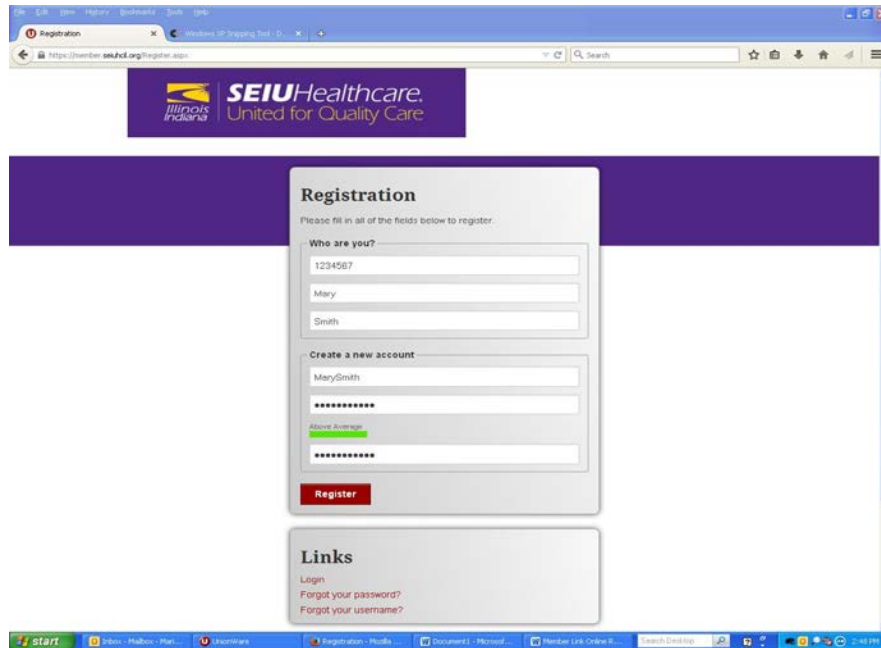 File Edit View History Bookmarks Tools Help
Registration
Windows XP Snipping Tool - D...
https://member.seiuhcil.org/Register.aspx
Search
Illinois
Indiana
SEIUHealthcare.
United for Quality Care
Registration
Please fill in all of the fields below to register.
Who are you?
1234567
Mary
Smith
Create a new account
MarySmith
•••••••••••
Above Average
•••••••••••
Register
Links
Login
Forgot your password?
Forgot your username?
start
Inbox - Mailbox - Mari...
UnionWare
Registration - Mozilla ...
Document1 - Microsof...
Member Link Online R...
Search Desktop
2:48 PM